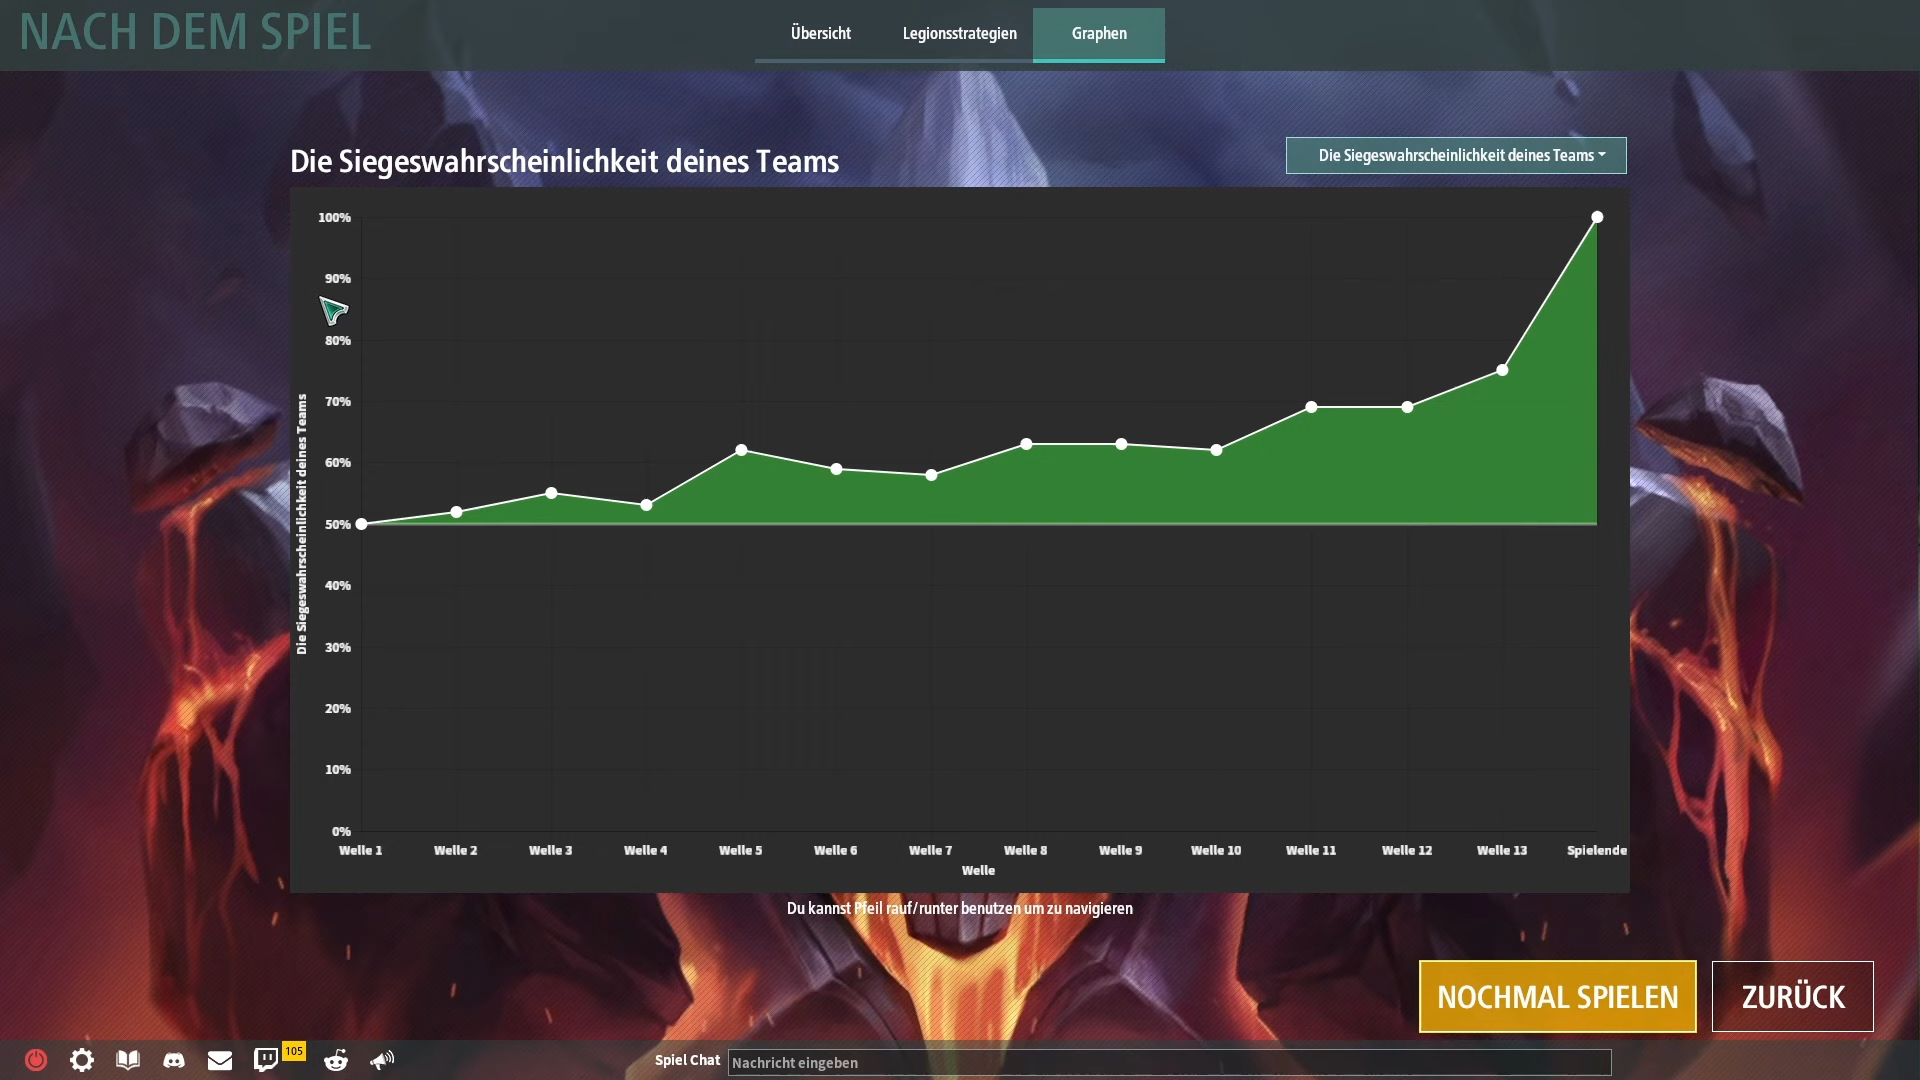 NACH DEM SPIEL
Übersicht
Legionsstrategien
Graphen
Die Siegeswahrscheinlichkeit deines Teams
Die Siegeswahrscheinlichkeit deines Teams
Die Siegeswahrscheinlichkeit deines Teams
100%
90%
80%
70%
60%
50%
40%
30%
20%
10%
0%
Welle 1
Welle 2
Welle 3
Welle 4
Welle 5
Welle 6
Welle 7
Welle 8
Welle 9
Welle 10
Welle 11
Welle 12
Welle 13
Spielende
Welle
Du kannst Pfeil rauf/runter benutzen um zu navigieren
NOCHMAL SPIELEN
ZURÜCK
105
Spiel Chat
Nachricht eingeben